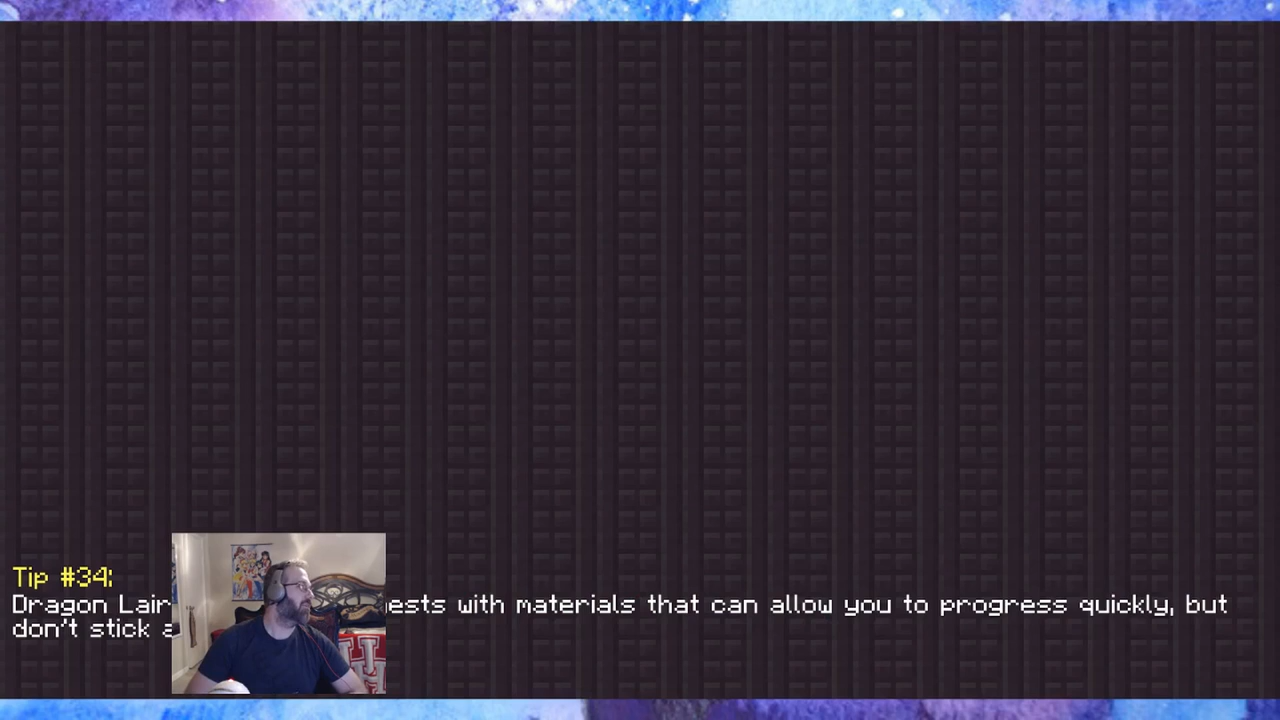 Tip #34:
Dragon Lair ests with materials that can allow you to progress quickly, but
don't stick a